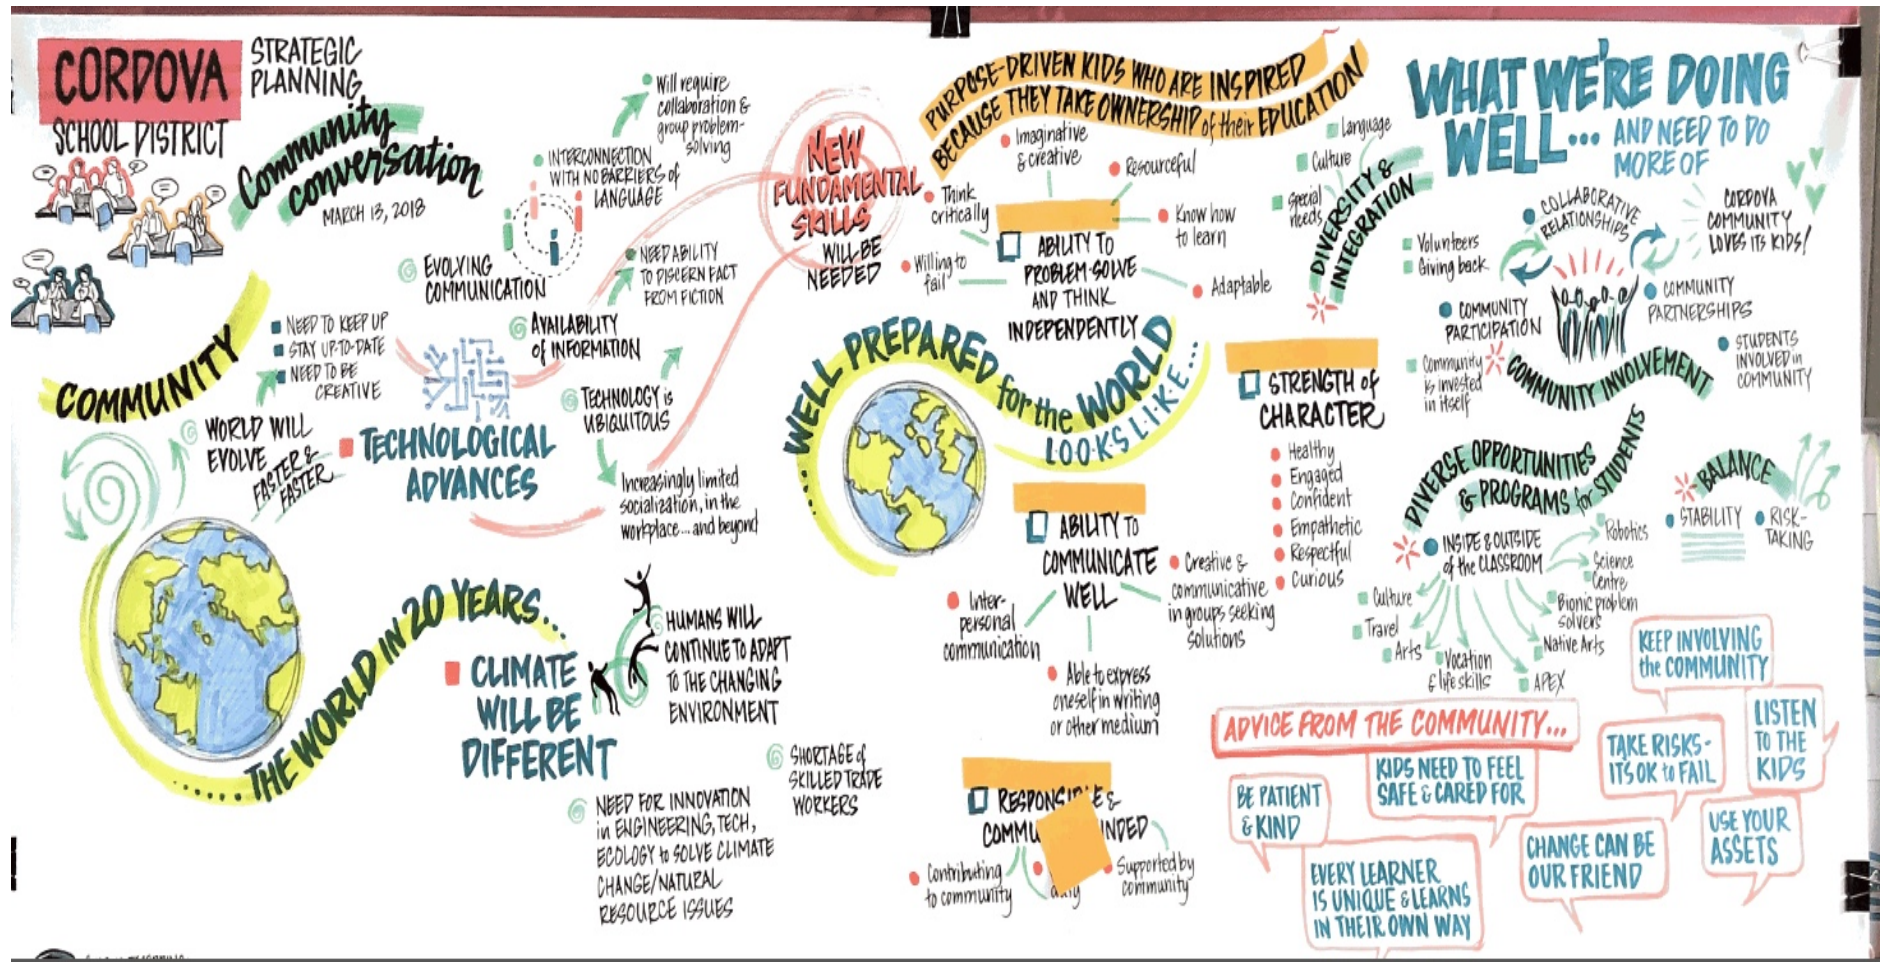 CORDOVA
SCHOOL DISTRICT
STRATEGIC
PLANNING
Community
conversation
MARCH 13, 2018
COMMUNITY
WORLD WILL
EVOLVE
FASTER &
FASTER
NEED TO KEEP UP
STAY UP-TO-DATE
NEED TO BE
CREATIVE
THE WORLD IN 20 YEARS...
TECHNOLOGICAL
ADVANCES
EVOLVING
COMMUNICATION
INTERCONNECTION
WITH NO BARRIERS of
LANGUAGE
Will require
collaboration &
group problem-
solving
AVAILABILITY
of INFORMATION
NEED ABILITY
TO DISCERN FACT
FROM FICTION
TECHNOLOGY is
UBIQUITOUS
Increasingly limited
socialization, in the
workplace... and beyond
NEW
FUNDAMENTAL
SKILLS
WILL BE
NEEDED
CLIMATE
WILL BE
DIFFERENT
HUMANS WILL
CONTINUE TO ADAPT
TO THE CHANGING
ENVIRONMENT
SHORTAGE of
SKILLED TRADE
WORKERS
NEED FOR INNOVATION
in ENGINEERING, TECH,
ECOLOGY to SOLVE CLIMATE
CHANGE/NATURAL
RESOURCE ISSUES
PURPOSE-DRIVEN KIDS WHO ARE INSPIRED
BECAUSE THEY TAKE OWNERSHIP of their EDUCATION
WELL PREPARED for the WORLD
LOOKS LIKE...
ABILITY TO
PROBLEM-SOLVE
AND THINK
INDEPENDENTLY
Willing to
fail
Think
critically
Imaginative
& creative
Resourceful
Know how
to learn
Adaptable
STRENGTH of
CHARACTER
Healthy
Engaged
Confident
Empathetic
Respectful
Curious
ABILITY TO
COMMUNICATE
WELL
Inter-
personal
communication
Able to express
oneself in writing
or other medium
Creative &
communicative
in groups seeking
solutions
RESPONSIBLE &
Contributing
to community
Supported by
community
WHAT WE'RE DOING
WELL... AND NEED TO DO
MORE OF
DIVERSITY &
INTEGRATION
Language
Culture
Special
needs
COMMUNITY INVOLVEMENT
Volunteers
Giving back
COMMUNITY
PARTICIPATION
Community
is invested
in itself
COLLABORATIVE
RELATIONSHIPS
CORDOVA
COMMUNITY
LOVES ITS KIDS!
COMMUNITY
PARTNERSHIPS
STUDENTS
INVOLVED in
COMMUNITY
DIVERSE OPPORTUNITIES
& PROGRAMS for STUDENTS
INSIDE & OUTSIDE
of the CLASSROOM
Culture
Travel
Arts
Vocation
& life skills
APEX
Native Arts
Bionic problem
solvers
Science
Centre
Robotics
BALANCE
STABILITY
RISK-
TAKING
ADVICE FROM THE COMMUNITY...
BE PATIENT
& KIND
KIDS NEED TO FEEL
SAFE & CARED FOR
EVERY LEARNER
IS UNIQUE & LEARNS
IN THEIR OWN WAY
CHANGE CAN BE
OUR FRIEND
TAKE RISKS-
ITS OK to FAIL
KEEP INVOLVING
the COMMUNITY
LISTEN
TO THE
KIDS
USE YOUR
ASSETS